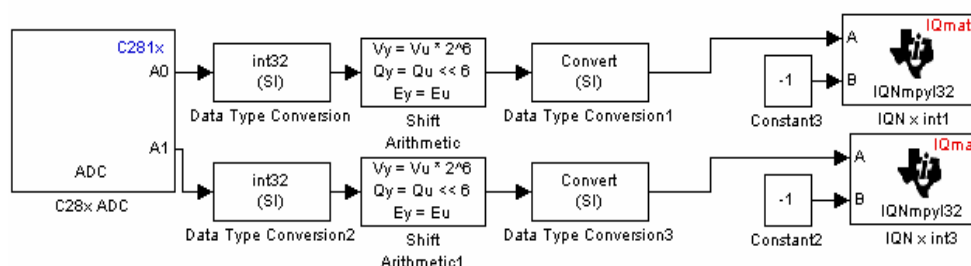 C281x
A0
A1
ADC
C28x ADC
int32
(SI)
Data Type Conversion
Vy = Vu * 2^6
Qy = Qu << 6
Ey = Eu
Shift
Arithmetic
Convert
(SI)
Data Type Conversion1
-1
Constant3
IQmat
A
B
IQNmpyI32
IQN x int1
int32
(SI)
Data Type Conversion2
Vy = Vu * 2^6
Qy = Qu << 6
Ey = Eu
Shift
Arithmetic1
Convert
(SI)
Data Type Conversion3
-1
Constant2
IQmat
A
B
IQNmpyI32
IQN x int3